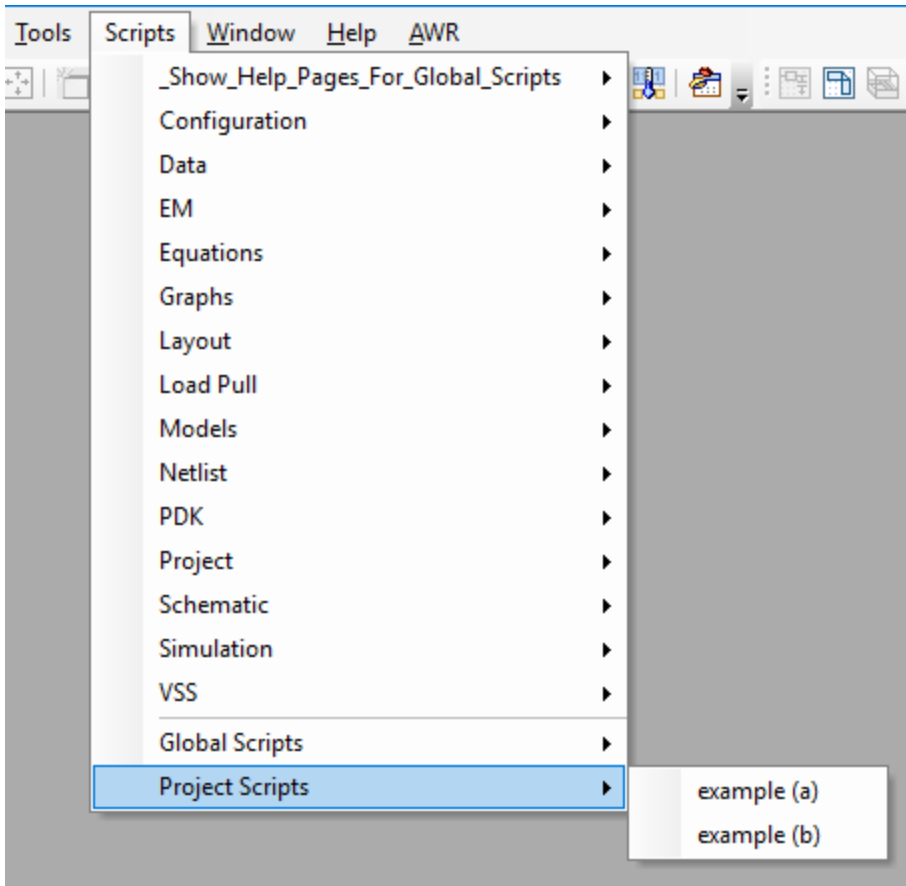 Tools Scripts Window Help AWR
_Show_Help_Pages_For_Global_Scripts
Configuration
Data
EM
Equations
Graphs
Layout
Load Pull
Models
Netlist
PDK
Project
Schematic
Simulation
VSS
Global Scripts
Project Scripts
example (a)
example (b)